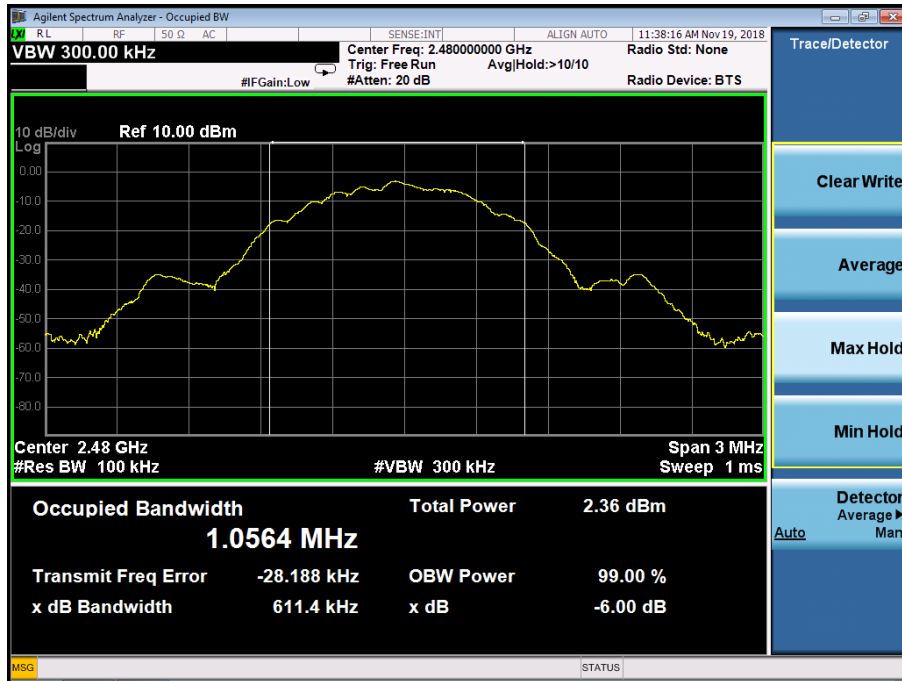 Agilent Spectrum Analyzer - Occupied BW
LXI RL RF 50 Ω AC SENSE:INT ALIGN AUTO 11:38:16 AM Nov 19, 2018
VBW 300.00 kHz
Center Freq: 2.480000000 GHz Radio Std: None
Trig: Free Run Avg|Hold:>10/10
#IFGain:Low #Atten: 20 dB Radio Device: BTS
Trace/Detector
10 dB/div Ref 10.00 dBm
Log
0.00
-10.0
-20.0
-30.0
-40.0
-50.0
-60.0
-70.0
-80.0
Center 2.48 GHz Span 3 MHz
#Res BW 100 kHz #VBW 300 kHz Sweep 1 ms
Occupied Bandwidth Total Power 2.36 dBm
1.0564 MHz
Transmit Freq Error -28.188 kHz OBW Power 99.00 %
x dB Bandwidth 611.4 kHz x dB -6.00 dB
Clear Write
Average
Max Hold
Min Hold
Detector
Average▶
Auto Man
MSG STATUS